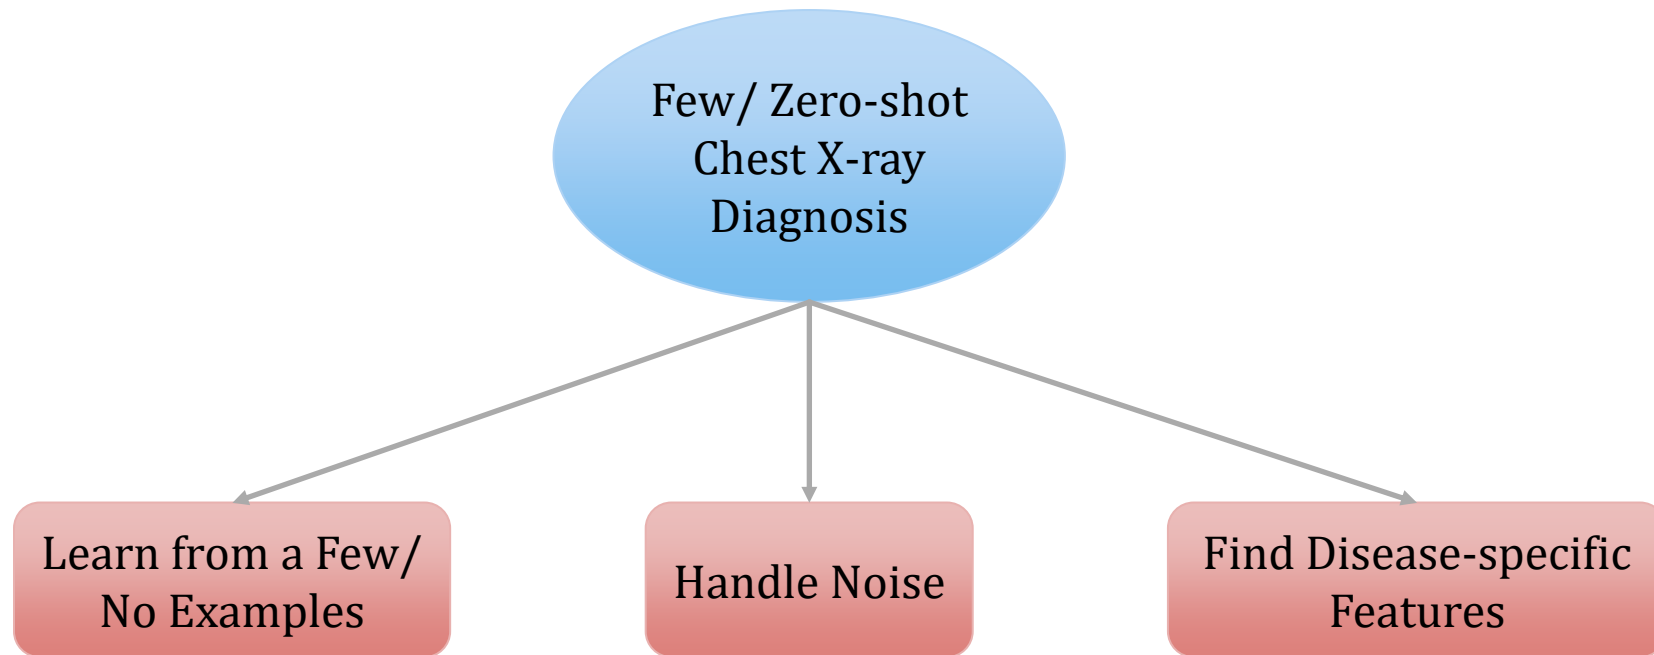 Few/ Zero-shot
Chest X-ray
Diagnosis
Learn from a Few/
No Examples
Handle Noise
Find Disease-specific
Features